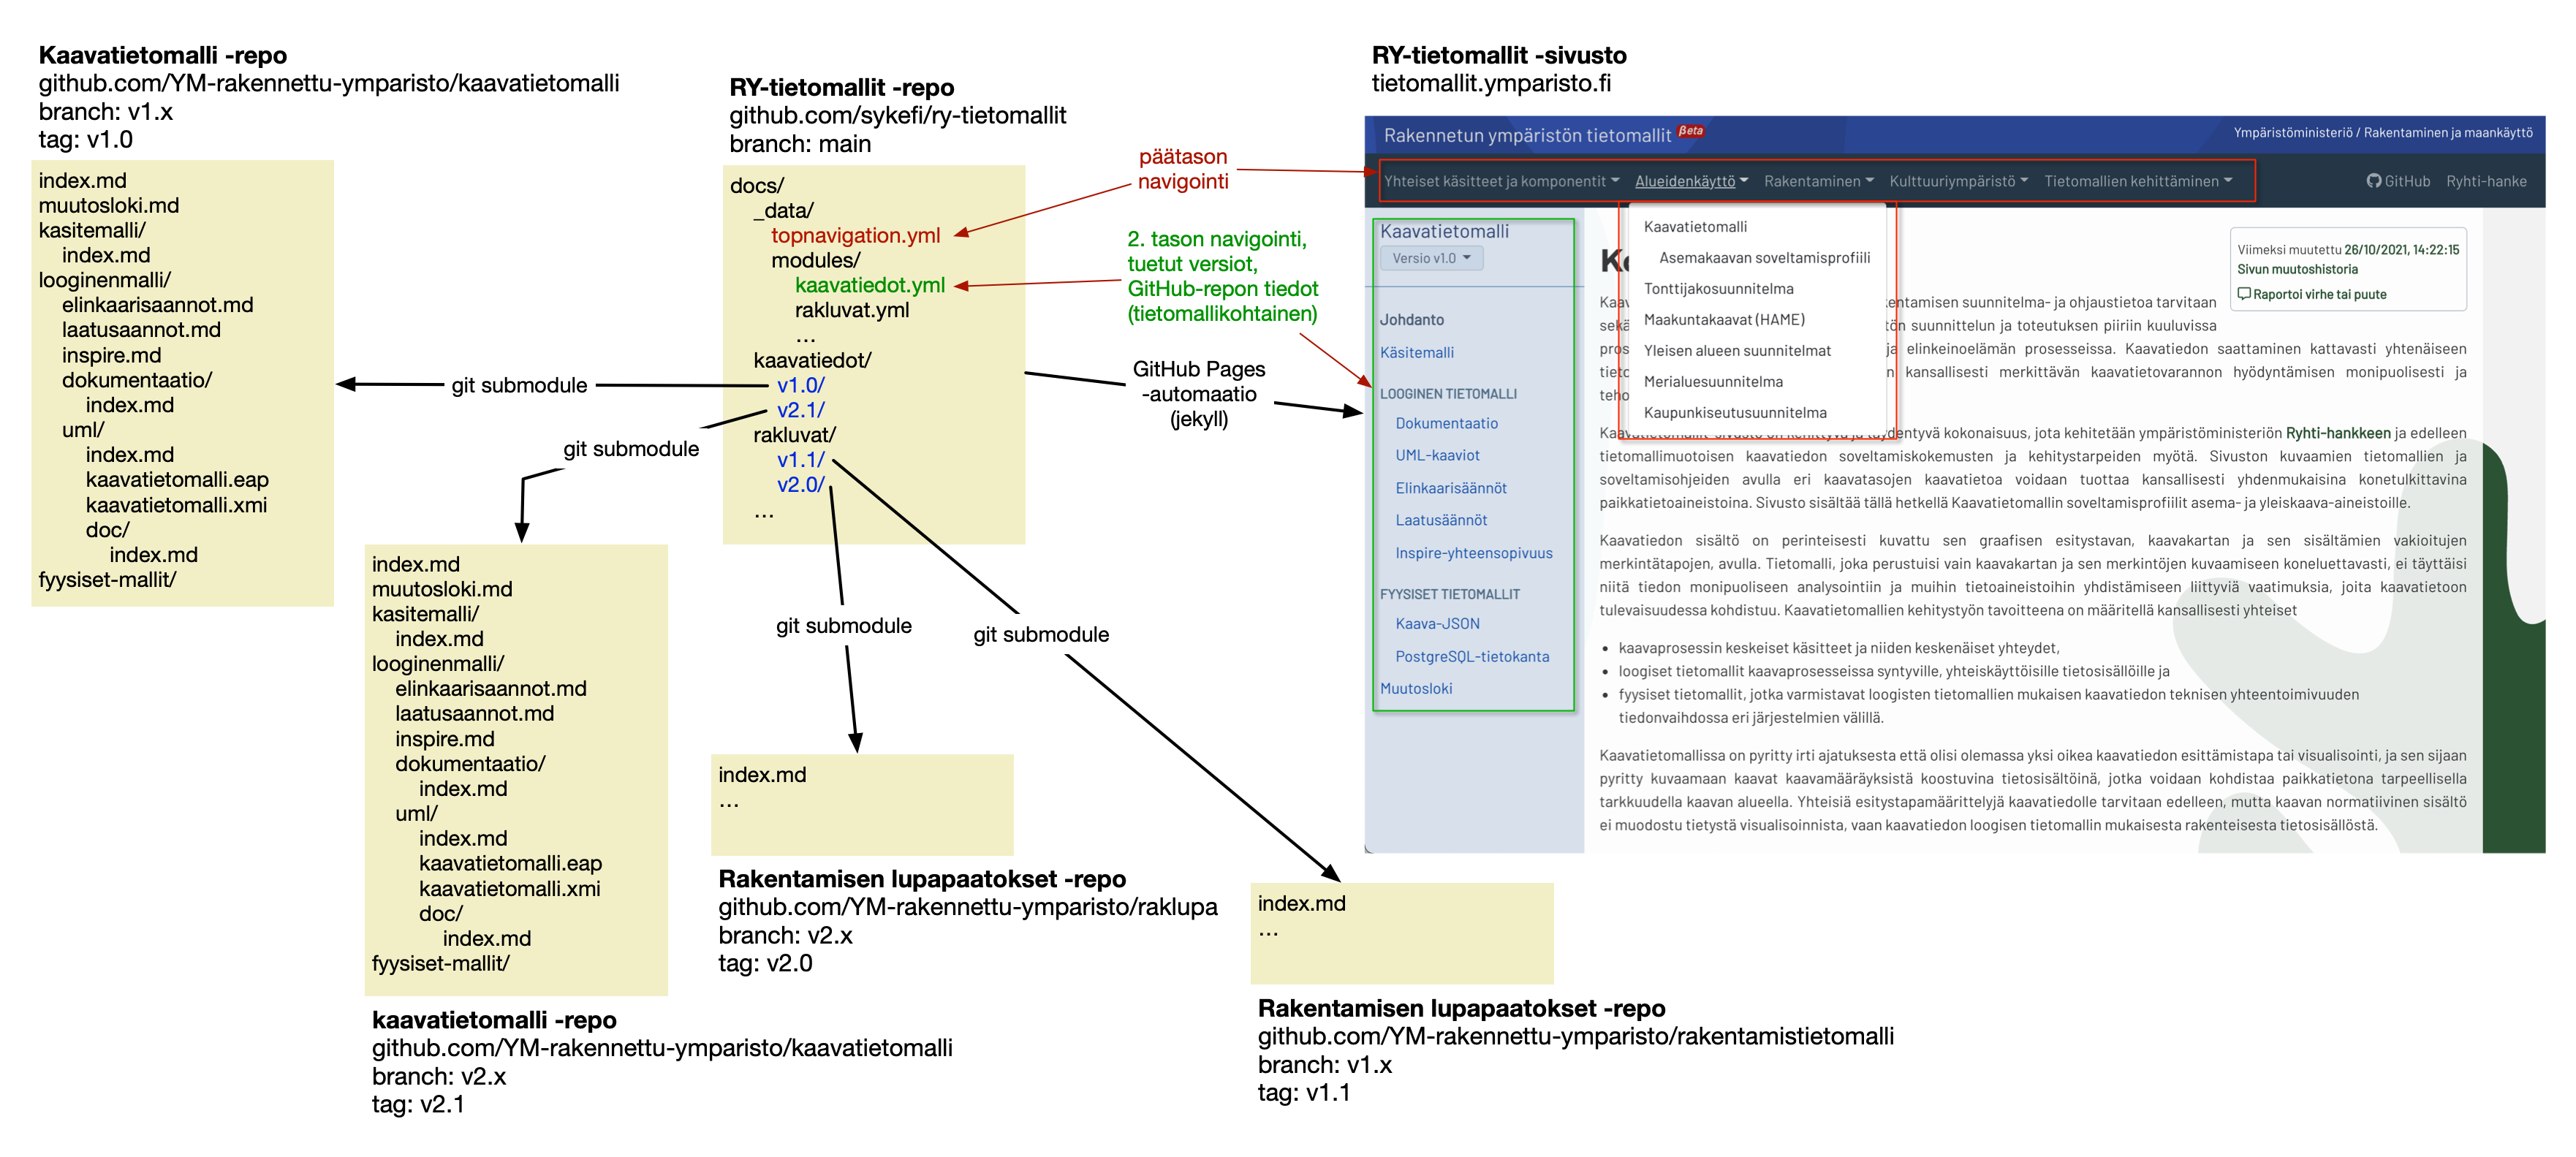 Kaavatietomalli -repo
github.com/YM-rakennettu-ymparisto/kaavatietomalli
branch: v1.x
tag: v1.0
index.md
muutosloki.md
kasitemalli/
index.md
looginenmalli/
elinkaarisaannot.md
laatusaannot.md
inspire.md
dokumentaatio/
index.md
uml/
index.md
kaavatietomalli.eap
kaavatietomalli.xmi
doc/
index.md
fyysiset-mallit/
git submodule
git submodule
index.md
muutosloki.md
kasitemalli/
index.md
looginenmalli/
elinkaarisaannot.md
laatusaannot.md
inspire.md
dokumentaatio/
index.md
uml/
index.md
kaavatietomalli.eap
kaavatietomalli.xmi
doc/
index.md
fyysiset-mallit/
kaavatietomalli -repo
github.com/YM-rakennettu-ymparisto/kaavatietomalli
branch: v2.x
tag: v2.1
RY-tietomallit -repo
github.com/sykefi/ry-tietomallit
branch: main
docs/
_data/
topnavigation.yml
modules/
kaavatiedot.yml
rakluvat.yml
...
kaavatiedot/
v1.0/
v2.1/
rakluvat/
v1.1/
v2.0/
...
git submodule
git submodule
index.md
...
Rakentamisen lupapaatokset -repo
github.com/YM-rakennettu-ymparisto/raklupa
branch: v2.x
tag: v2.0
index.md
...
Rakentamisen lupapaatokset -repo
github.com/YM-rakennettu-ymparisto/rakentamistietomalli
branch: v1.x
tag: v1.1
päätason
navigointi
2. tason navigointi,
tuetut versiot,
GitHub-repon tiedot
(tietomallikohtainen)
GitHub Pages
-automaatio
(jekyll)
RY-tietomallit -sivusto
tietomallit.ymparisto.fi
Rakennetun ympäristön tietomallit βeta
Ympäristöministeriö / Rakentaminen ja maankäyttö
Yhteiset käsitteet ja komponentit Alueidenkäyttö Rakentaminen Kulttuuriympäristö Tietomallien kehittäminen GitHub Ryhti-hanke
Kaavatietomalli
Versio v1.0
Johdanto
Käsitemalli
LOOGINEN TIETOMALLI
Dokumentaatio
UML-kaaviot
Elinkaarisäännöt
Laatusäännöt
Inspire-yhteensopivuus
FYYSISET TIETOMALLIT
Kaava-JSON
PostgreSQL-tietokanta
Muutosloki
Kaavatietomalli
Asemakaavan soveltamisprofiili
Tonttijakosuunnitelma
Maakuntakaavat (HAME)
Yleisen alueen suunnitelmat
Merialuesuunnitelma
Kaupunkiseutusuunnitelma
Viimeksi muutettu 26/10/2021, 14:22:15
Sivun muutoshistoria
Raportoi virhe tai puute
suunnitelma- ja ohjaustietoa tarvitaan
suunnittelun ja toteutuksen piiriin kuuluvissa
ja elinkeinoelämän prosesseissa. Kaavatiedon saattaminen kattavasti yhtenäiseen
kansallisesti merkittävän kaavatietovarannon hyödyntämisen monipuolisesti ja
Kaavatietomallit-sivusto on kehittyvä ja täydentyvä kokonaisuus, jota kehitetään ympäristöministeriön Ryhti-hankkeen ja edelleen
tietomallimuotoisen kaavatiedon soveltamiskokemusten ja kehitystarpeiden myötä. Sivuston kuvaamien tietomallien ja
soveltamisohjeiden avulla eri kaavatasojen kaavatietoa voidaan tuottaa kansallisesti yhdenmukaisina konetulkittavina
paikkatietoaineistoina. Sivusto sisältää tällä hetkellä Kaavatietomallin soveltamisprofiilit asema- ja yleiskaava-aineistoille.
Kaavatiedon sisältö on perinteisesti kuvattu sen graafisen esitystavan, kaavakartan ja sen sisältämien vakioitujen
merkintätapojen, avulla. Tietomalli, joka perustuisi vain kaavakartan ja sen merkintöjen kuvaamiseen koneluettavasti, ei täyttäisi
niitä tiedon monipuoliseen analysointiin ja muihin tietoaineistoihin yhdistämiseen liittyviä vaatimuksia, joita kaavatietoon
tulevaisuudessa kohdistuu. Kaavatietomallien kehitystyön tavoitteena on määritellä kansallisesti yhteiset
• kaavaprosessin keskeiset käsitteet ja niiden keskenäiset yhteydet,
• loogiset tietomallit kaavaprosesseissa syntyville, yhteiskäyttöisille tietosisällöille ja
• fyysiset tietomallit, jotka varmistavat loogisten tietomallien mukaisen kaavatiedon teknisen yhteentoimivuuden
tiedonvaihdossa eri järjestelmien välillä.
Kaavatietomallissa on pyritty irti ajatuksesta että olisi olemassa yksi oikea kaavatiedon esittämistapa tai visualisointi, ja sen sijaan
pyritty kuvaamaan kaavat kaavamääräyksistä koostuvina tietosisältöinä, jotka voidaan kohdistaa paikkatietona tarpeellisella
tarkkuudella kaavan alueella. Yhteisiä esitystapamäärittelyjä kaavatiedolle tarvitaan edelleen, mutta kaavan normatiivinen sisältö
ei muodostu tietystä visualisoinnista, vaan kaavatiedon loogisen tietomallin mukaisesta rakenteisesta tietosisällöstä.